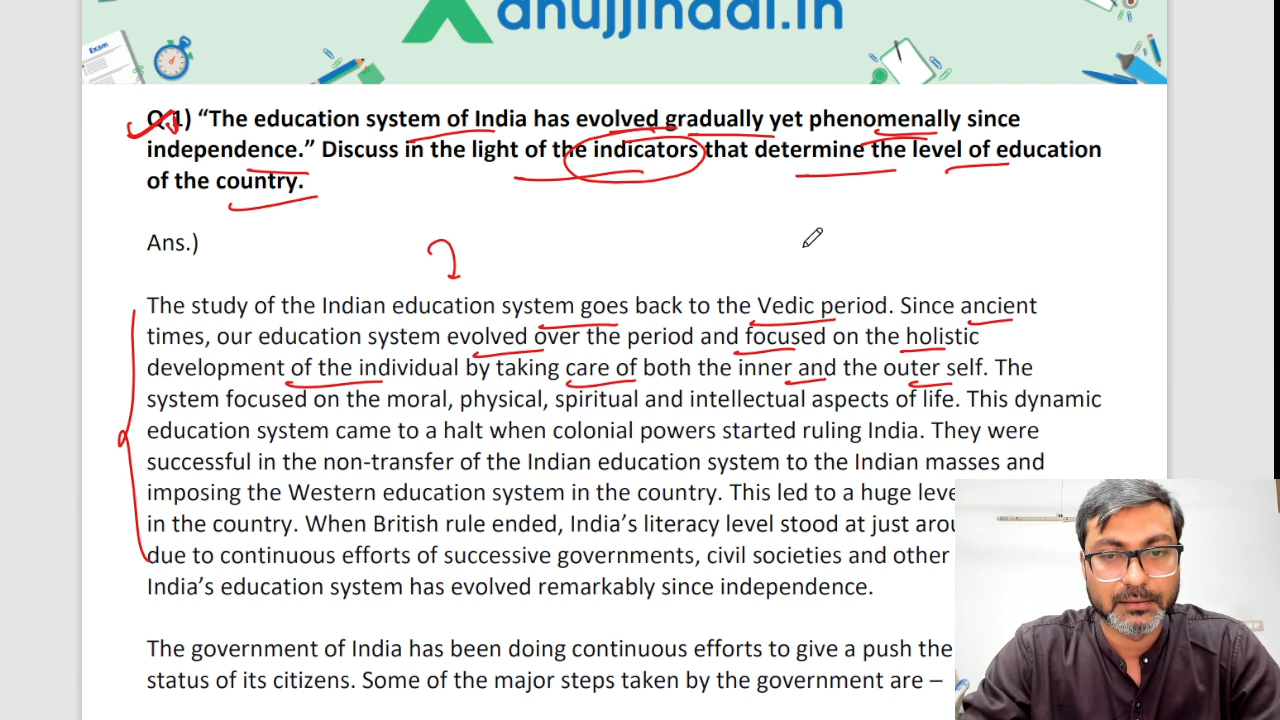 anujjindal.in
Exam
Q.1) “The education system of India has evolved gradually yet phenomenally since
independence.” Discuss in the light of the indicators that determine the level of education
of the country.
Ans.)
The study of the Indian education system goes back to the Vedic period. Since ancient
times, our education system evolved over the period and focused on the holistic
development of the individual by taking care of both the inner and the outer self. The
system focused on the moral, physical, spiritual and intellectual aspects of life. This dynamic
education system came to a halt when colonial powers started ruling India. They were
successful in the non-transfer of the Indian education system to the Indian masses and
imposing the Western education system in the country. This led to a huge
in the country. When British rule ended, India’s literacy level stood at just
due to continuous efforts of successive governments, civil societies and other
India’s education system has evolved remarkably since independence.
The government of India has been doing continuous efforts to give a push the
status of its citizens. Some of the major steps taken by the government are –